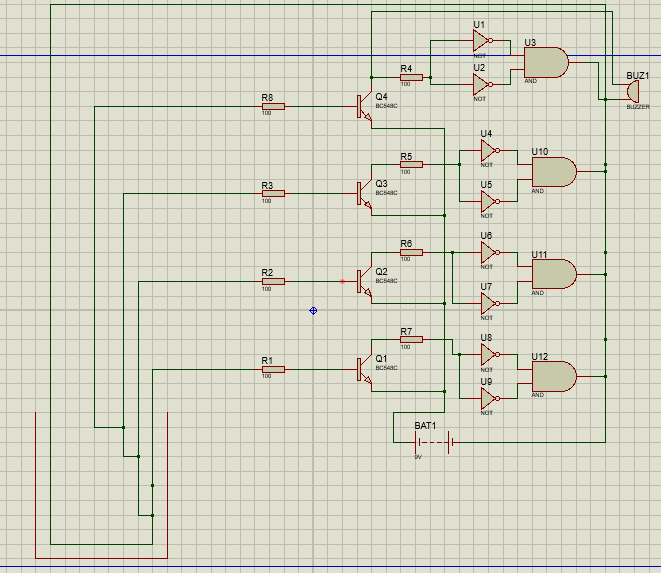 U1
NOT
U3
AND
R4
100
U2
NOT
BUZ1
BUZZER
R8
100
Q4
BC548C
U4
NOT
U10
AND
R5
100
R3
100
Q3
BC548C
U5
NOT
U6
NOT
R6
100
U11
AND
R2
100
Q2
BC548C
U7
NOT
R7
100
U8
NOT
U12
AND
R1
100
Q1
BC548C
U9
NOT
BAT1
9V